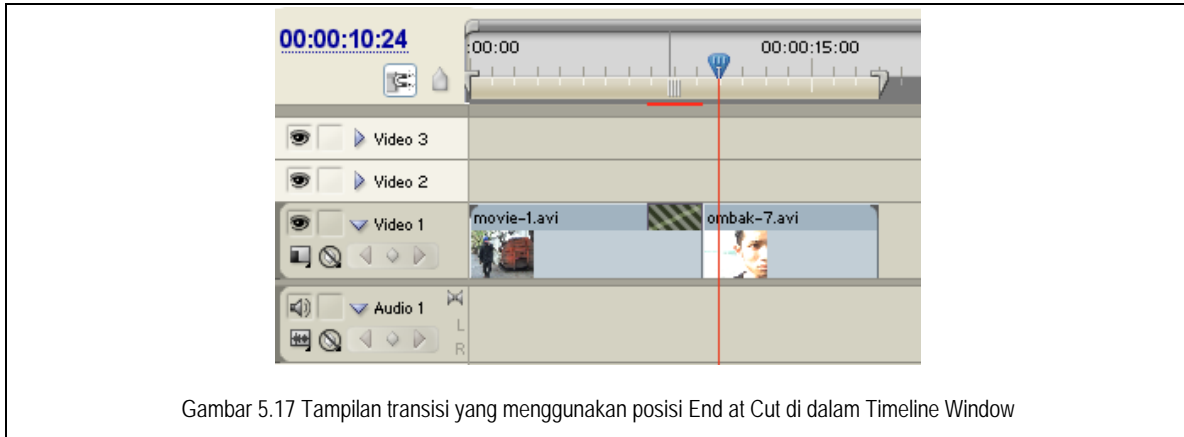 00:00:10:24
:00:00 00:00:15:00
Video 3
Video 2
Video 1
movie-1.avi ombak-7.avi
Audio 1
L
R
Gambar 5.17 Tampilan transisi yang menggunakan posisi End at Cut di dalam Timeline Window